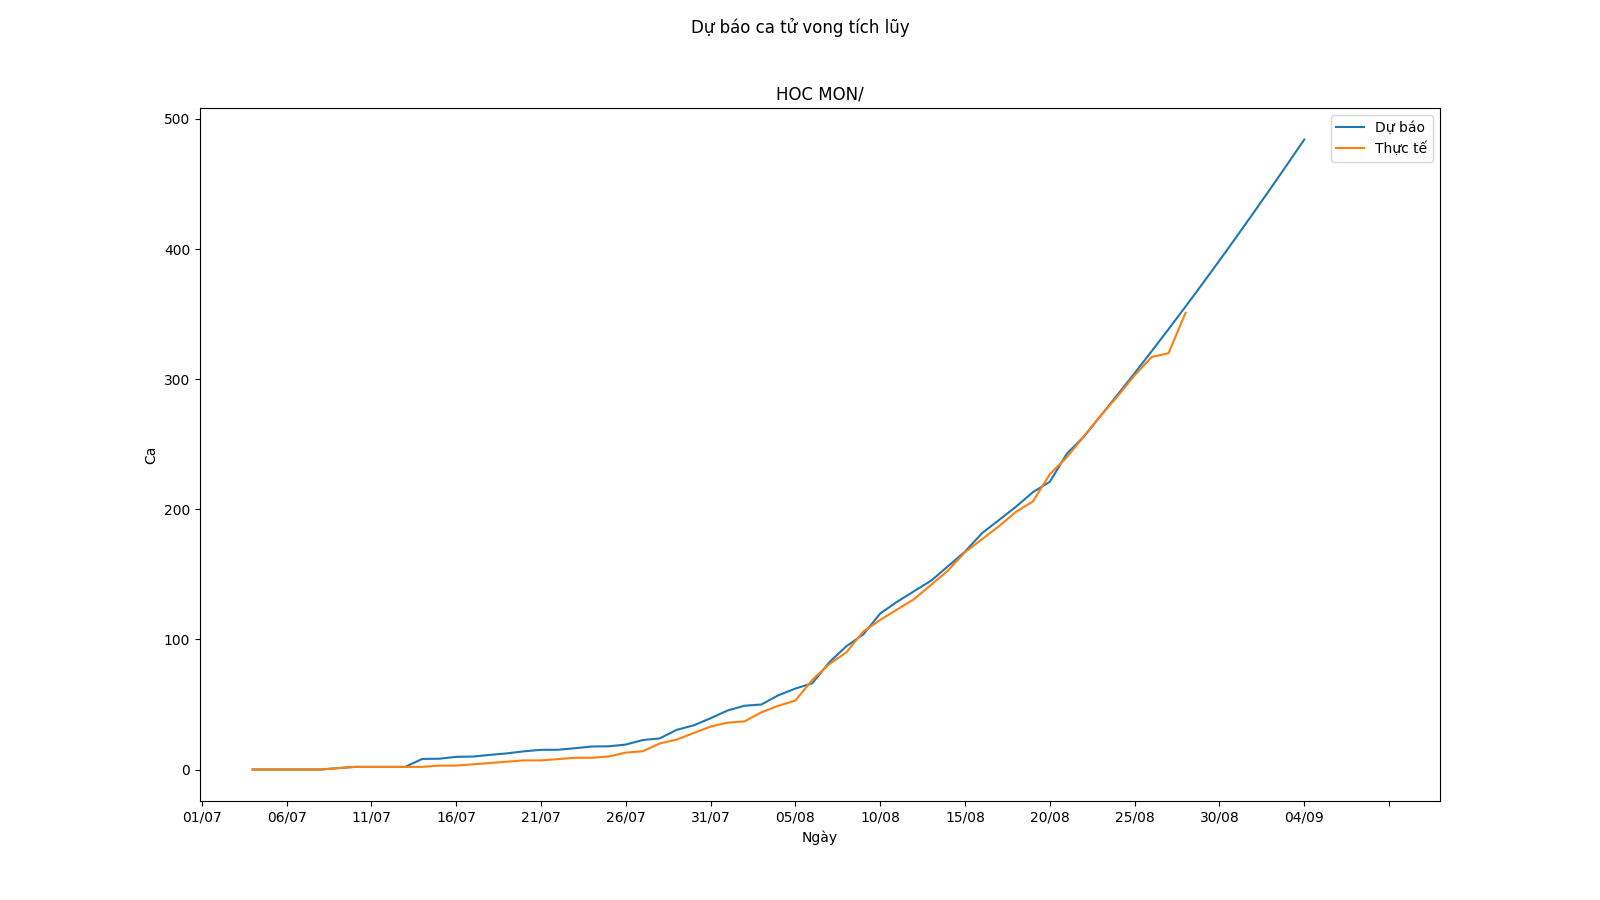 Dự báo ca tử vong tích lũy
HOC MON/
Dự báo
Thực tế
500
400
300
200
100
0
Ca
01/07 06/07 11/07 16/07 21/07 26/07 31/07 05/08 10/08 15/08 20/08 25/08 30/08 04/09
Ngày